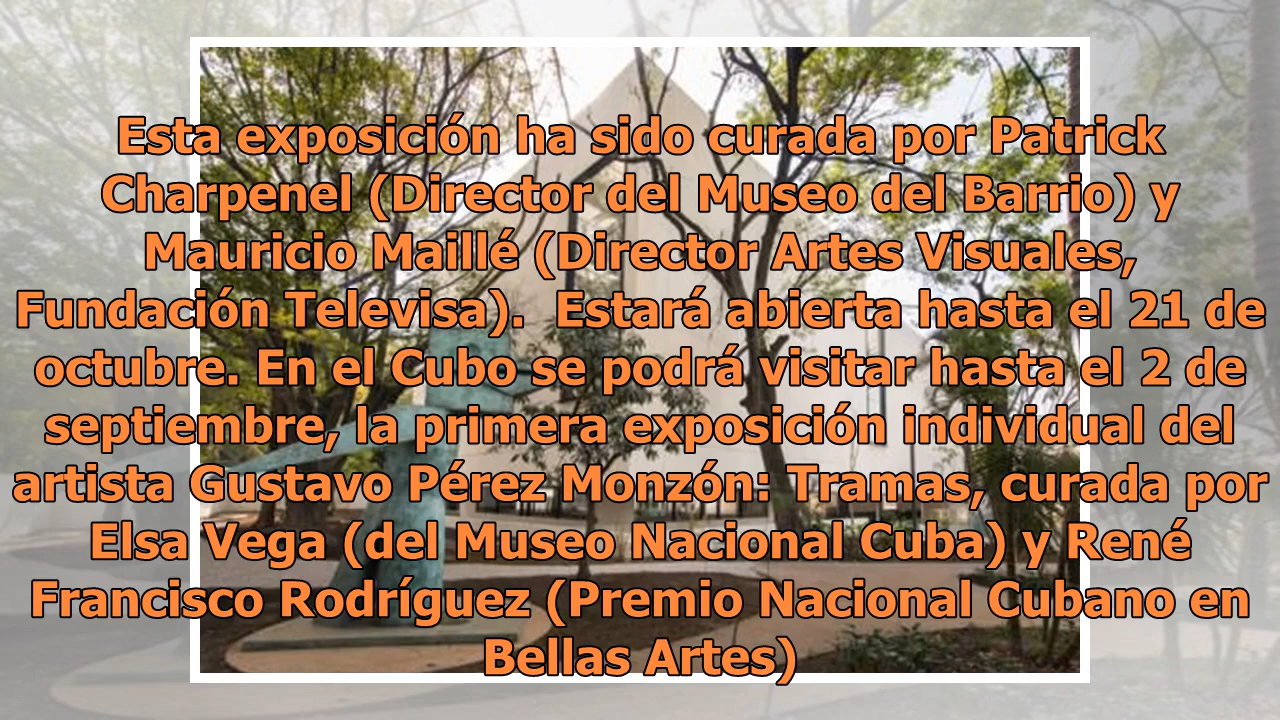 Esta exposición ha sido curada por Patrick
Charpenel (Director del Museo del Barrio) y
Mauricio Maillé (Director Artes Visuales,
Fundación Televisa).  Estará abierta hasta el 21 de
octubre. En el Cubo se podrá visitar hasta el 2 de
septiembre, la primera exposición individual del
artista Gustavo Pérez Monzón: Tramas, curada por
Elsa Vega (del Museo Nacional Cuba) y René
Francisco Rodríguez (Premio Nacional Cubano en
Bellas Artes)